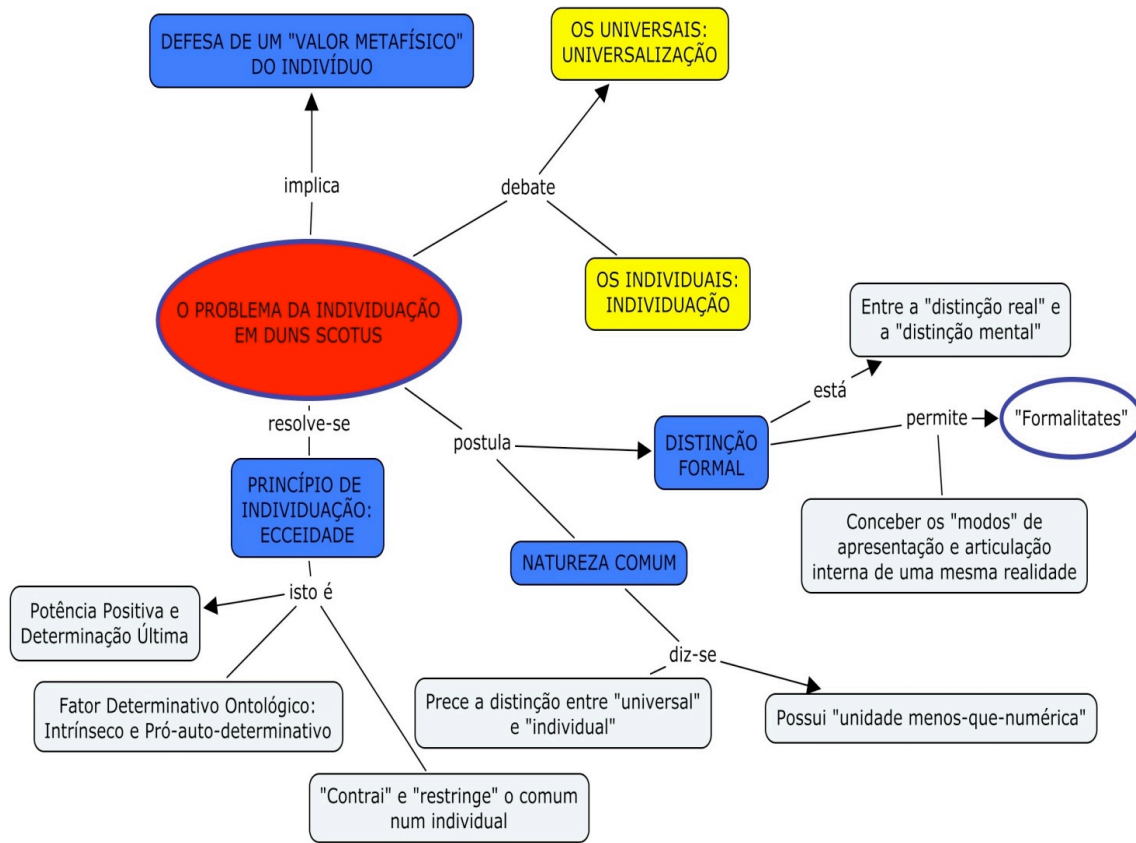 DEFESA DE UM "VALOR METAFÍSICO"
DO INDIVÍDUO
OS UNIVERSAIS:
UNIVERSALIZAÇÃO
implica
debate
O PROBLEMA DA INDIVIDUAÇÃO
EM DUNS SCOTUS
OS INDIVIDUAIS:
INDIVIDUAÇÃO
Entre a "distinção real" e
a "distinção mental"
está
resolve-se
postula
DISTINÇÃO
FORMAL
permite
"Formalitates"
PRINCÍPIO DE
INDIVIDUAÇÃO:
ECCEIDADE
Conceber os "modos" de
apresentação e articulação
interna de uma mesma realidade
NATUREZA COMUM
isto é
Potência Positiva e
Determinação Última
diz-se
Fator Determinativo Ontológico:
Intrínseco e Pró-auto-determinativo
Prece a distinção entre "universal"
e "individual"
Possui "unidade menos-que-numérica"
"Contrai" e "restringe" o comum
num individual